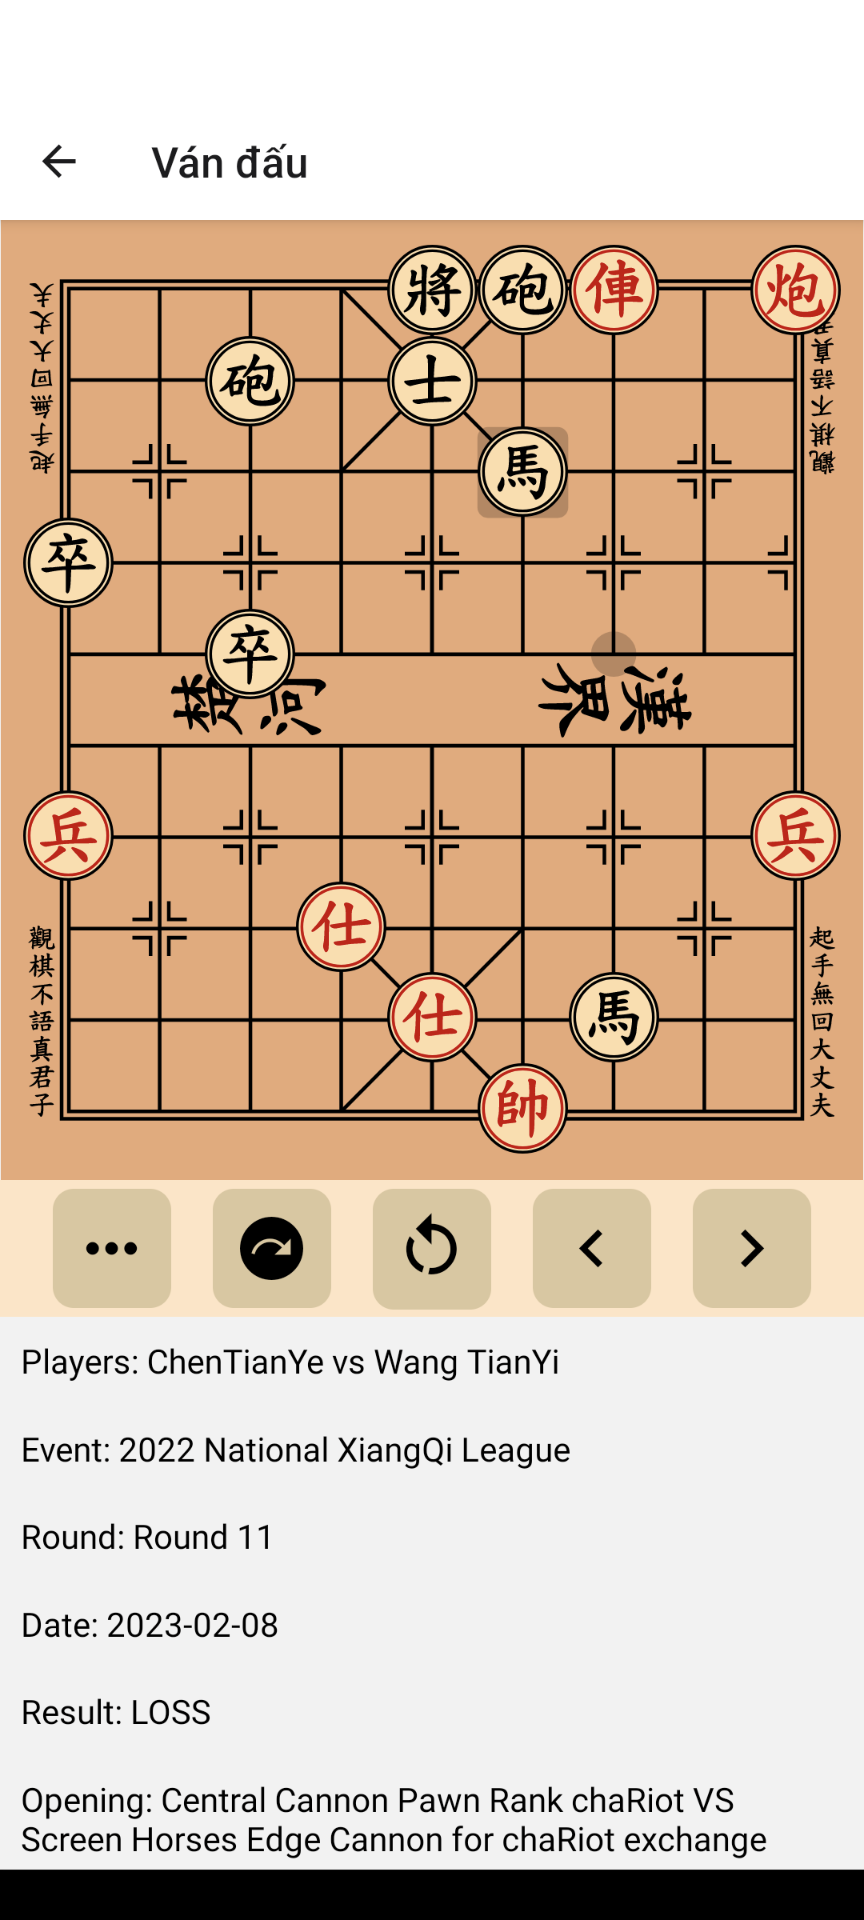 Ván đấu
將 砲 俥 炮
夫丈大回無手起
觀棋不語真君
砲 士
馬
卒
卒
漢界
兵 兵
仕
仕 馬
帥
觀棋不語真君子
起手無回大丈夫
Players: ChenTianYe vs Wang TianYi
Event: 2022 National XiangQi League
Round: Round 11
Date: 2023-02-08
Result: LOSS
Opening: Central Cannon Pawn Rank chaRiot VS
Screen Horses Edge Cannon for chaRiot exchange